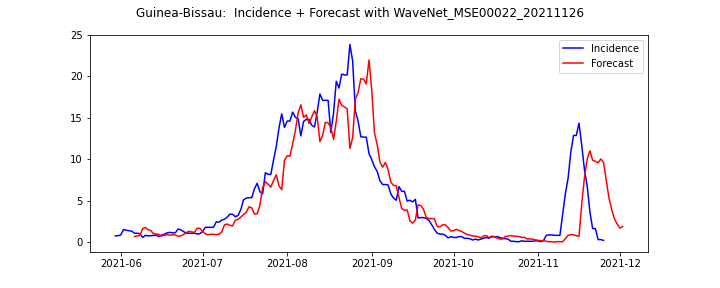 Guinea-Bissau:  Incidence + Forecast with WaveNet_MSE00022_20211126
Incidence
Forecast
25
20
15
10
5
0
2021-06 2021-07 2021-08 2021-09 2021-10 2021-11 2021-12